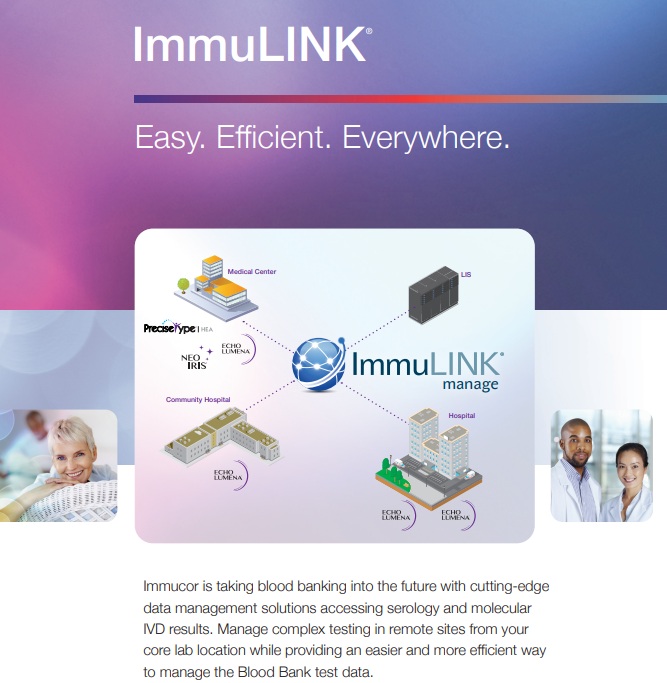 ImmuLINK®
Easy. Efficient. Everywhere.
Medical Center
LIS
PreciseType | HEA
NEO
IRIS
ECHO
LUMENA
ImmuLINK®
manage
Community Hospital
Hospital
ECHO
LUMENA
ECHO
LUMENA
ECHO
LUMENA
Immucor is taking blood banking into the future with cutting-edge
data management solutions accessing serology and molecular
IVD results. Manage complex testing in remote sites from your
core lab location while providing an easier and more efficient way
to manage the Blood Bank test data.